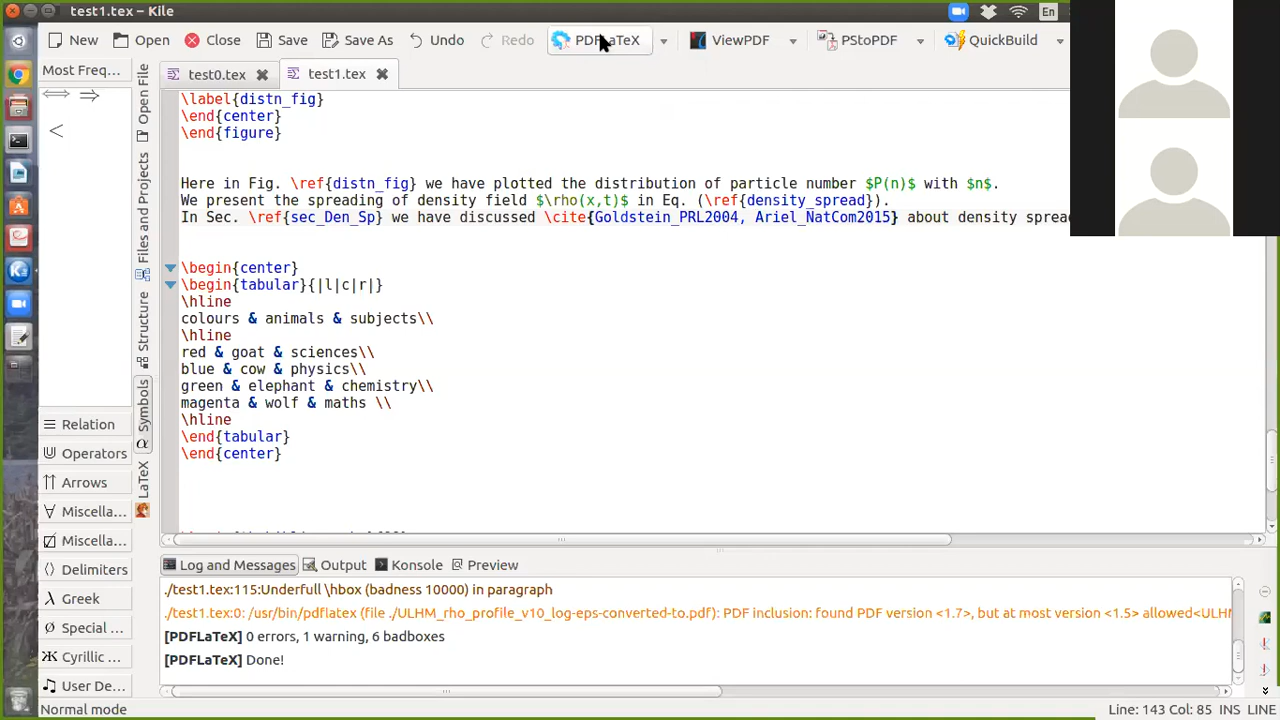 test1.tex – Kile
En
New Open Close Save Save As Undo Redo PDFLaTeX ViewPDF PStoPDF QuickBuild
Most Freq...
test0.tex test1.tex
⇔ ⇒
<
Open File
Files and Projects
Structure
Symbols
α
LaTeX
\label{distn_fig}
\end{center}
\end{figure}
Here in Fig. \ref{distn_fig} we have plotted the distribution of particle number $P(n)$ with $n$.
We present the spreading of density field $\rho(x,t)$ in Eq. (\ref{density_spread}).
In Sec. \ref{sec_Den_Sp} we have discussed \cite{Goldstein_PRL2004, Ariel_NatCom2015} about density sprea
\begin{center}
\begin{tabular}{|l|c|r|}
\hline
colours & animals & subjects\\
\hline
red & goat & sciences\\
blue & cow & physics\\
green & elephant & chemistry\\
magenta & wolf & maths \\
\hline
\end{tabular}
\end{center}
Relation
Operators
Arrows
Miscella...
Miscella...
Delimiters
Greek
Special ...
Cyrillic ...
User De...
Log and Messages Output Konsole Preview
./test1.tex:115:Underfull \hbox (badness 10000) in paragraph
./test1.tex:0: /usr/bin/pdflatex (file ./ULHM_rho_profile_v10_log-eps-converted-to.pdf): PDF inclusion: found PDF version <1.7>, but at most version <1.5> allowed<ULHM
[PDFLaTeX] 0 errors, 1 warning, 6 badboxes
[PDFLaTeX] Done!
Normal mode
Line: 143 Col: 85 INS LINE